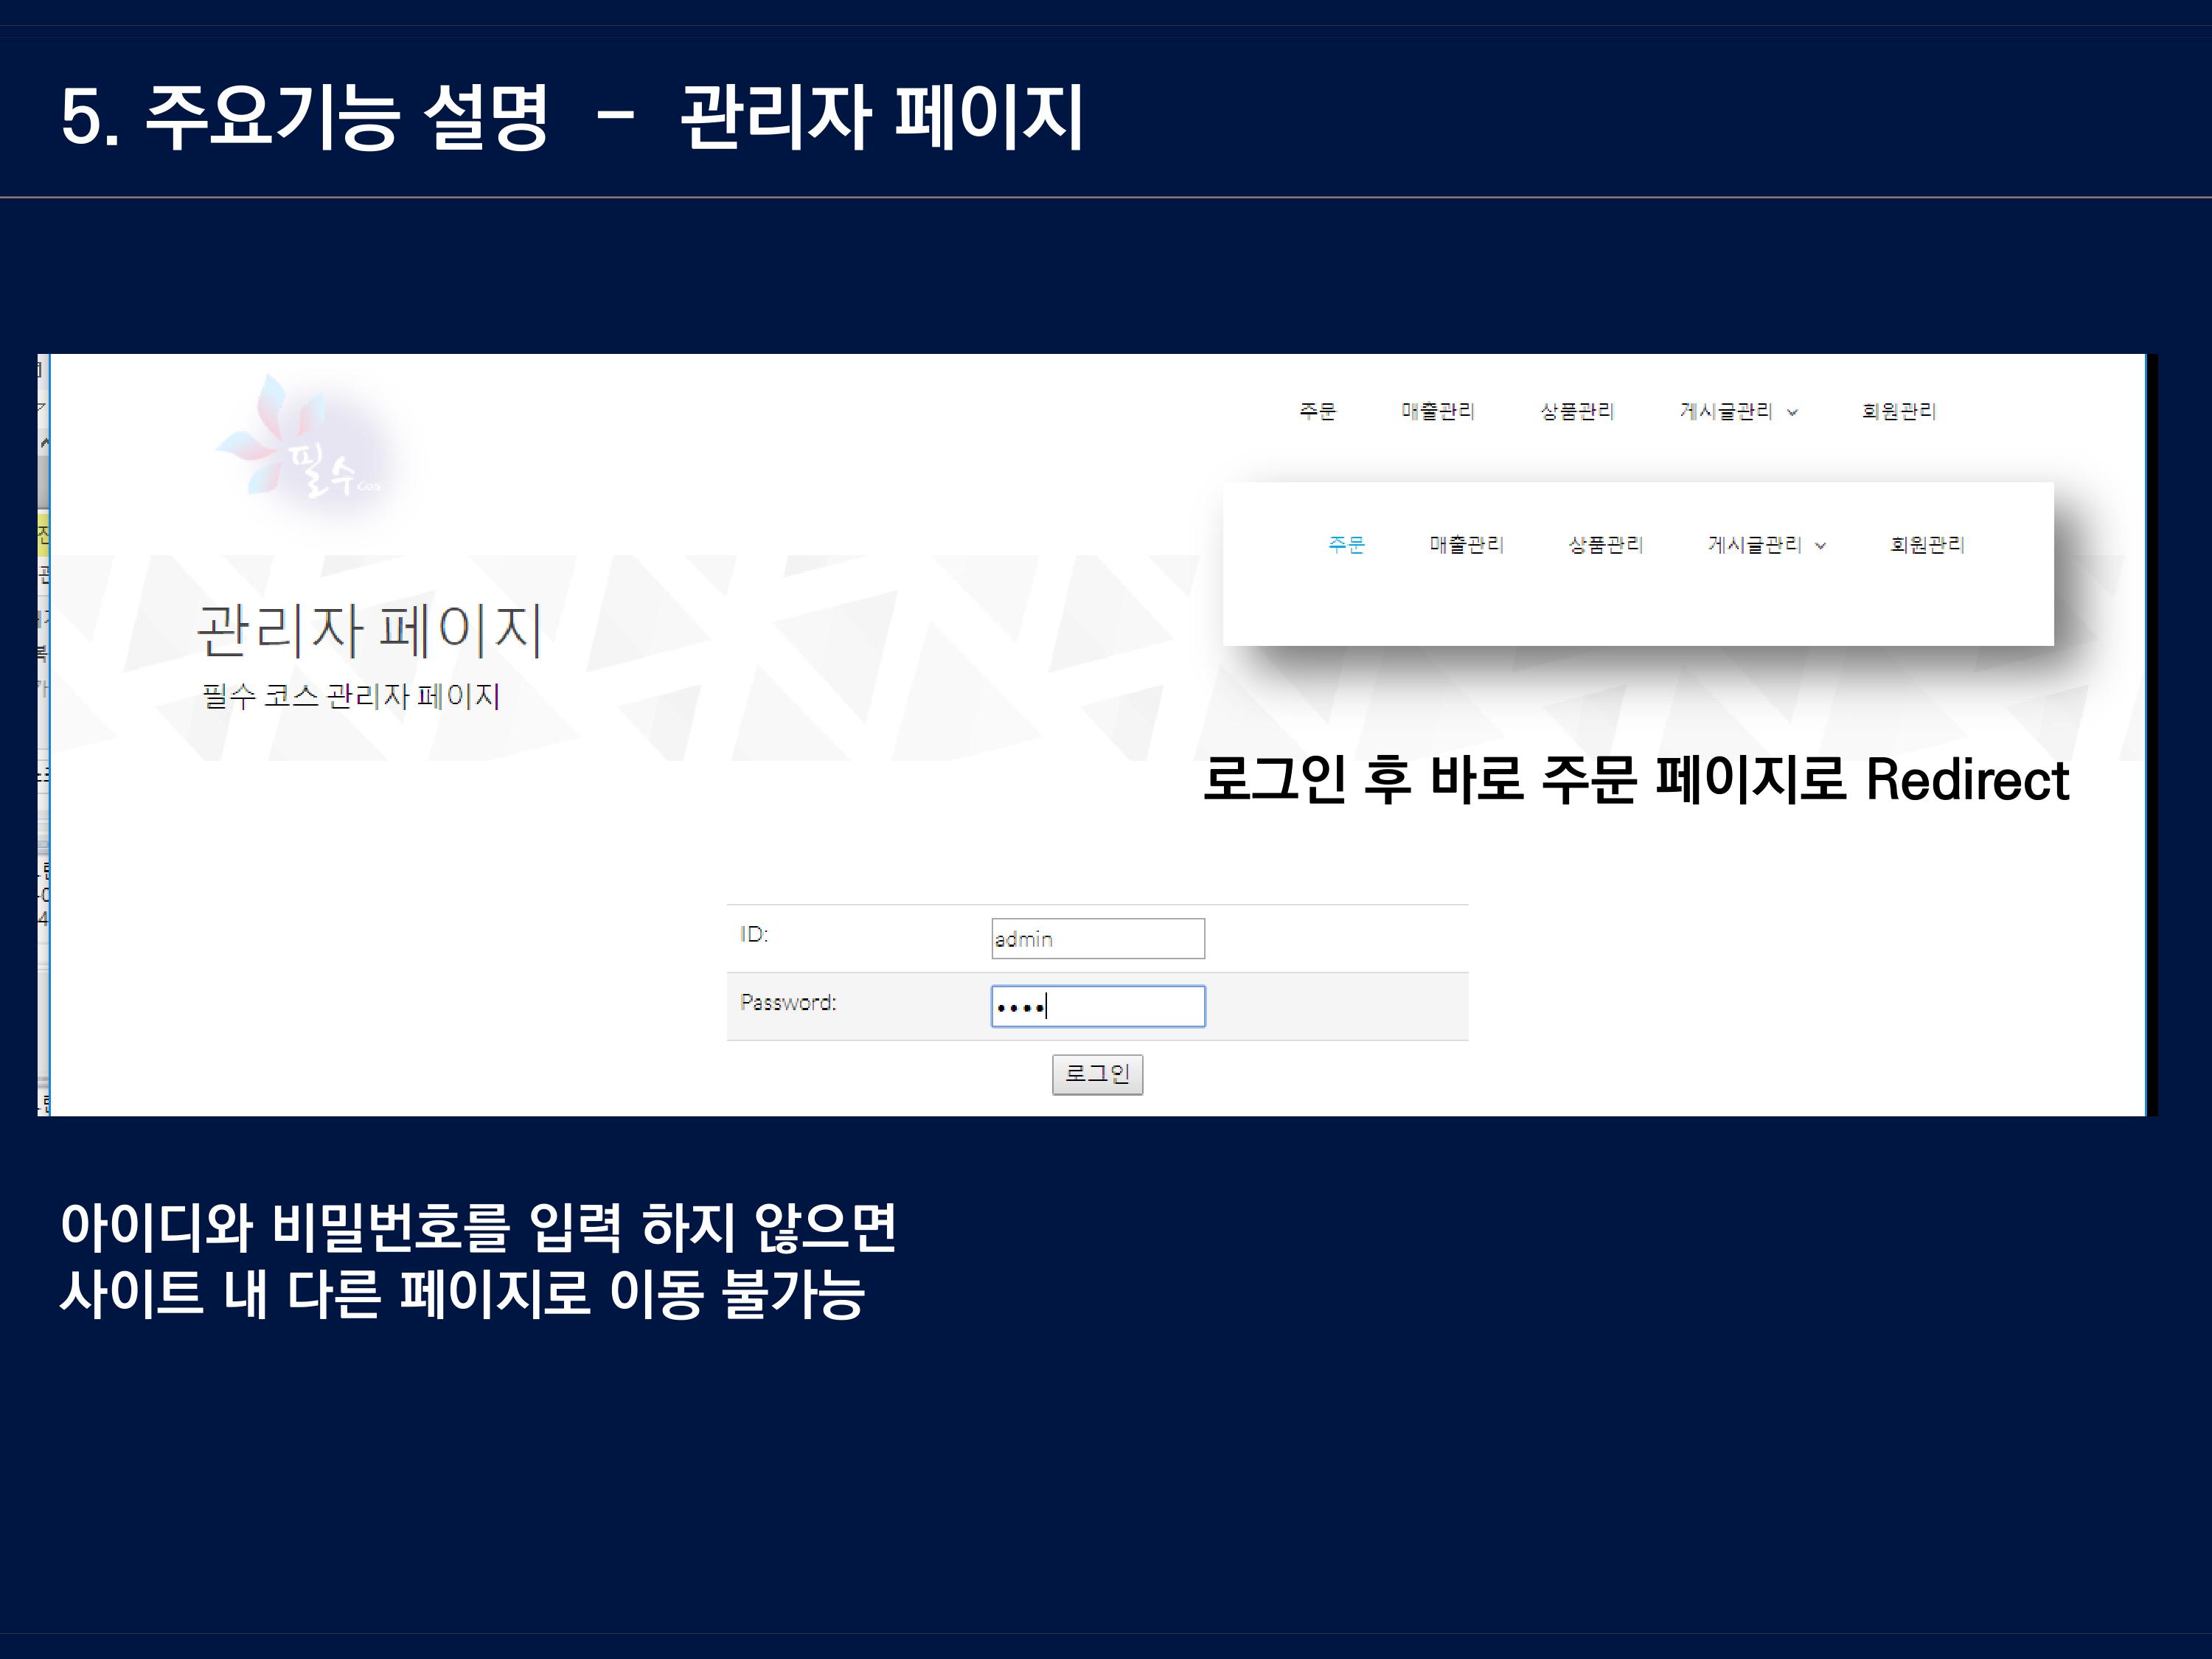 5. 주요기능 설명 - 관리자 페이지
필수 Cos
주문 매출관리 상품관리 게시글관리 회원관리
주문 매출관리 상품관리 게시글관리 회원관리
관리자 페이지
필수 코스 관리자 페이지
로그인 후 바로 주문 페이지로 Redirect
ID: admin
Password: ••••
로그인
아이디와 비밀번호를 입력 하지 않으면
사이트 내 다른 페이지로 이동 불가능